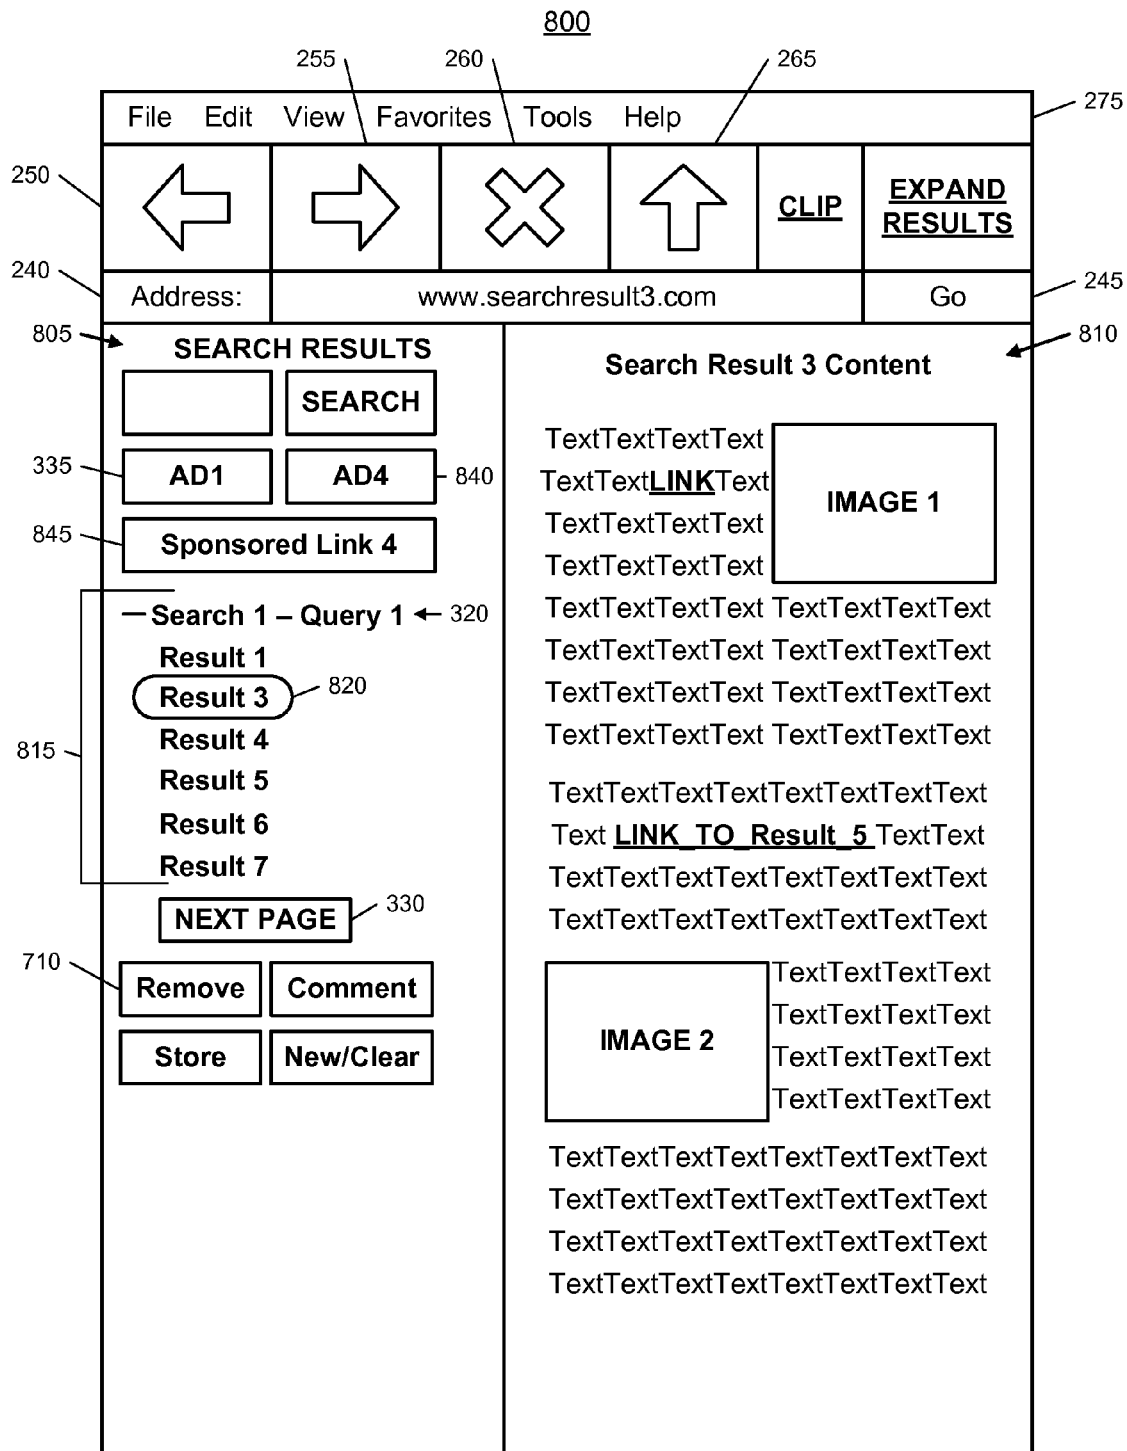 800
255
260
265
File Edit View Favorites Tools Help
275
250
CLIP
EXPAND
RESULTS
240
Address:
www.searchresult3.com
Go
245
805
SEARCH RESULTS
SEARCH
335
AD1
AD4
840
845
Sponsored Link 4
– Search 1 – Query 1
320
Result 1
Result 3
820
815
Result 4
Result 5
Result 6
Result 7
NEXT PAGE
330
710
Remove
Comment
Store
New/Clear
810
Search Result 3 Content
TextTextTextText
TextTextLINKText
TextTextTextText
TextTextTextText
IMAGE 1
TextTextTextText TextTextTextText
TextTextTextText TextTextTextText
TextTextTextText TextTextTextText
TextTextTextText TextTextTextText
TextTextTextTextTextTextTextText
Text LINK_TO_Result_5 TextText
TextTextTextTextTextTextTextText
TextTextTextTextTextTextTextText
IMAGE 2
TextTextTextText
TextTextTextText
TextTextTextText
TextTextTextText
TextTextTextTextTextTextTextText
TextTextTextTextTextTextTextText
TextTextTextTextTextTextTextText
TextTextTextTextTextTextTextText